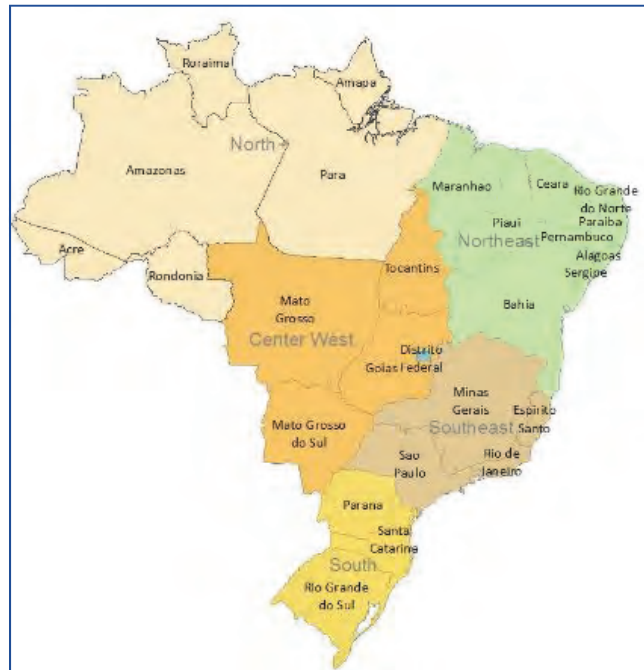 Roraima
Amapa
North
Amazonas
Para
Maranhao
Ceara
Rio Grande
do Norte
Piaui
Paraiba
Northeast
Pernambuco
Alagoas
Sergipe
Acre
Rondonia
Tocantins
Bahia
Mato
Grosso
Center West
Distrito
Goias Federal
Minas
Gerais
Espirito
Santo
Southeast
Mato Grosso
do Sul
Sao
Paulo
Rio de
Janeiro
Parana
Santa
Catarina
South
Rio Grande
do Sul